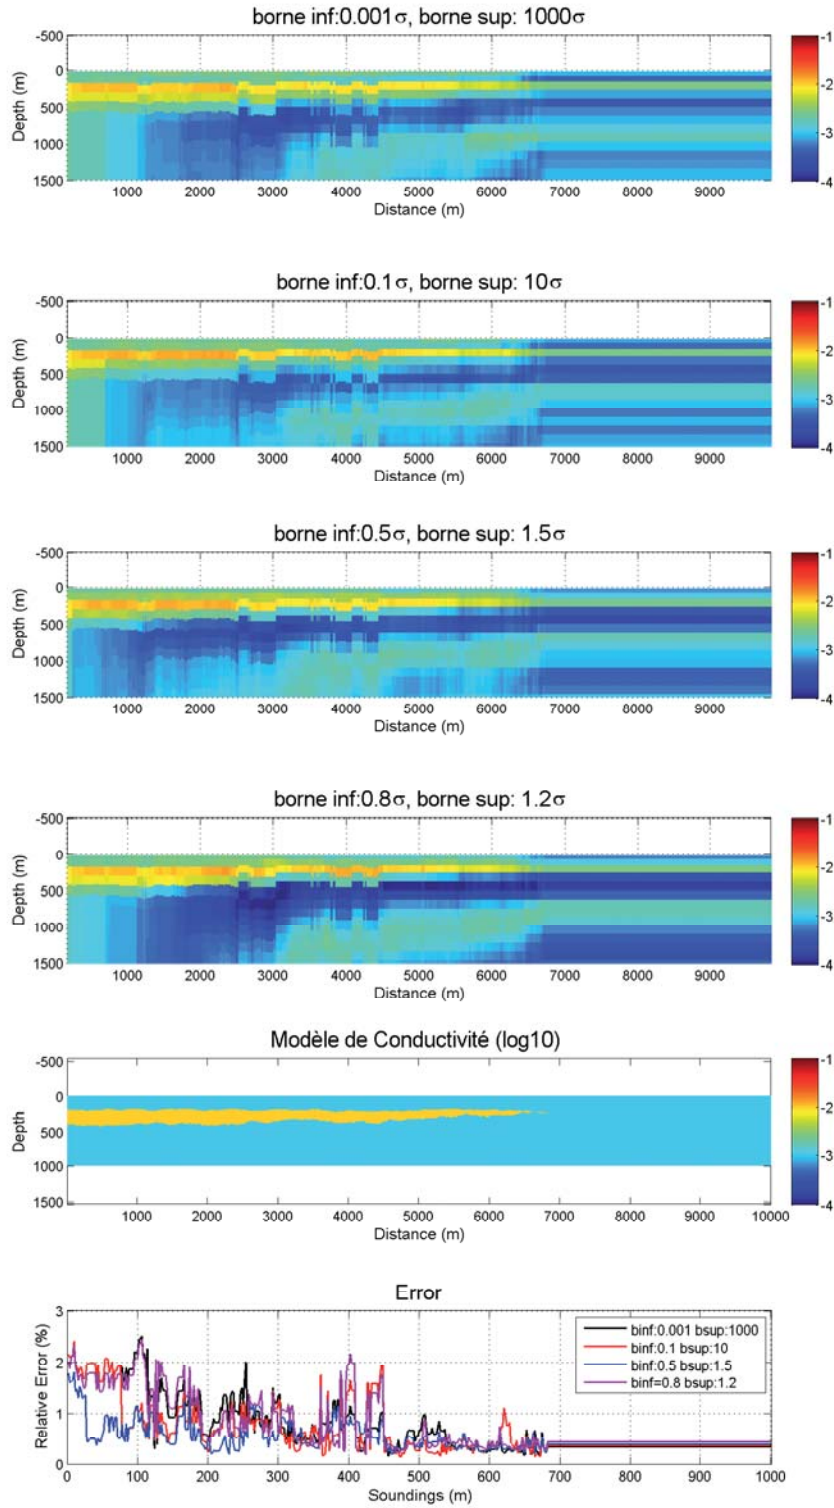 borne inf:0.001σ, borne sup: 1000σ
-500
0
500
1000
1500
Depth (m)
1000 2000 3000 4000 5000 6000 7000 8000 9000
Distance (m)
-1
-2
-3
-4
borne inf:0.1σ, borne sup: 10σ
-500
0
500
1000
1500
Depth (m)
1000 2000 3000 4000 5000 6000 7000 8000 9000
Distance (m)
-1
-2
-3
-4
borne inf:0.5σ, borne sup: 1.5σ
-500
0
500
1000
1500
Depth (m)
1000 2000 3000 4000 5000 6000 7000 8000 9000
Distance (m)
-1
-2
-3
-4
borne inf:0.8σ, borne sup: 1.2σ
-500
0
500
1000
1500
Depth (m)
1000 2000 3000 4000 5000 6000 7000 8000 9000
Distance (m)
-1
-2
-3
-4
Modèle de Conductivité (log10)
-500
0
500
1000
1500
Depth
1000 2000 3000 4000 5000 6000 7000 8000 9000 10000
Distance (m)
-1
-2
-3
-4
Error
3
2
1
0
Relative Error (%)
binf:0.001 bsup:1000
binf:0.1 bsup:10
binf:0.5 bsup:1.5
binf=0.8 bsup:1.2
0 100 200 300 400 500 600 700 800 900 1000
Soundings (m)